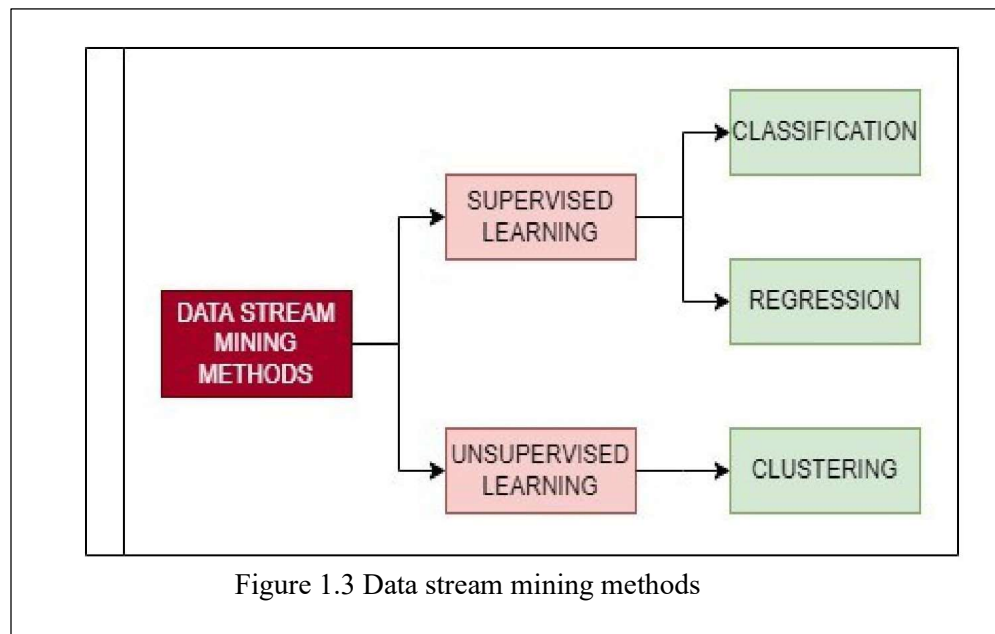 CLASSIFICATION
SUPERVISED
LEARNING
REGRESSION
DATA STREAM
MINING
METHODS
UNSUPERVISED
LEARNING
CLUSTERING
Figure 1.3 Data stream mining methods